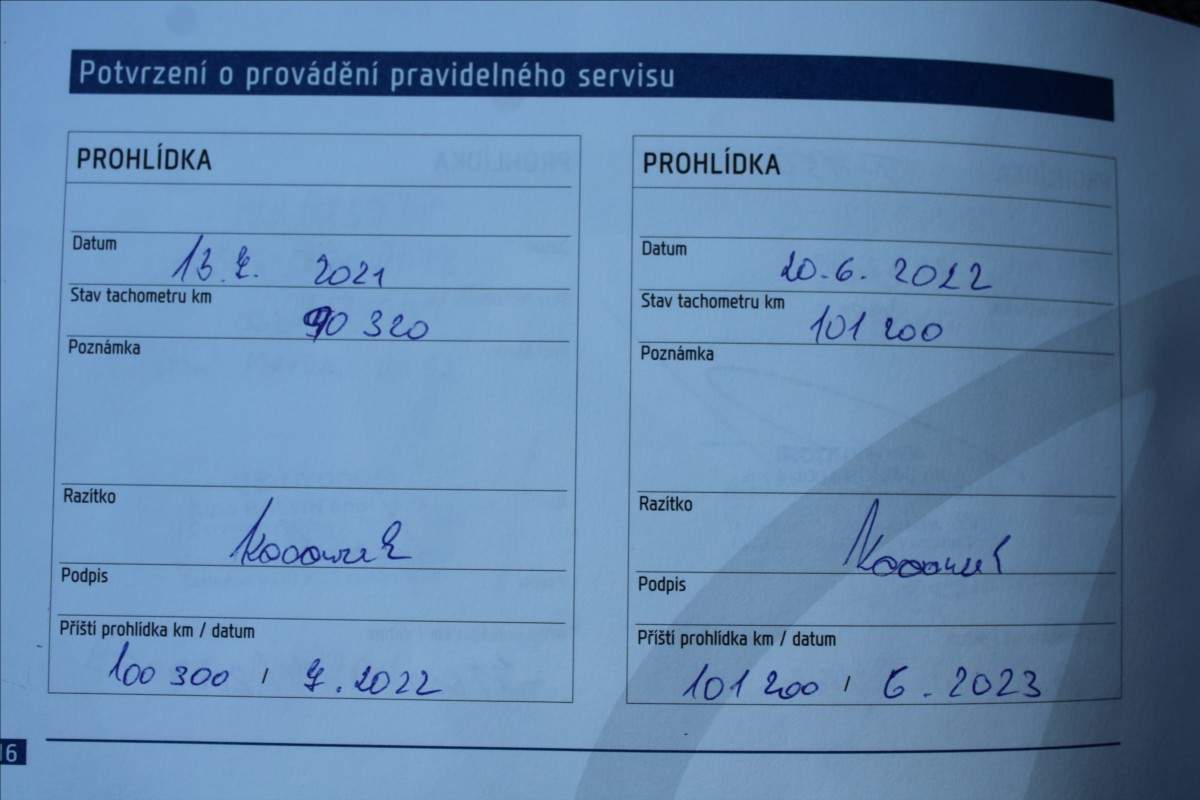 Potvrzení o provádění pravidelného servisu
PROHLÍDKA
Datum 13. 7. 2021
Stav tachometru km 90 320
Poznámka
Razítko
Podpis
Příští prohlídka km / datum
100 300 / 7. 2022
PROHLÍDKA
Datum 20. 6. 2022
Stav tachometru km 101 200
Poznámka
Razítko
Podpis
Příští prohlídka km / datum
101 200 / 6. 2023
16